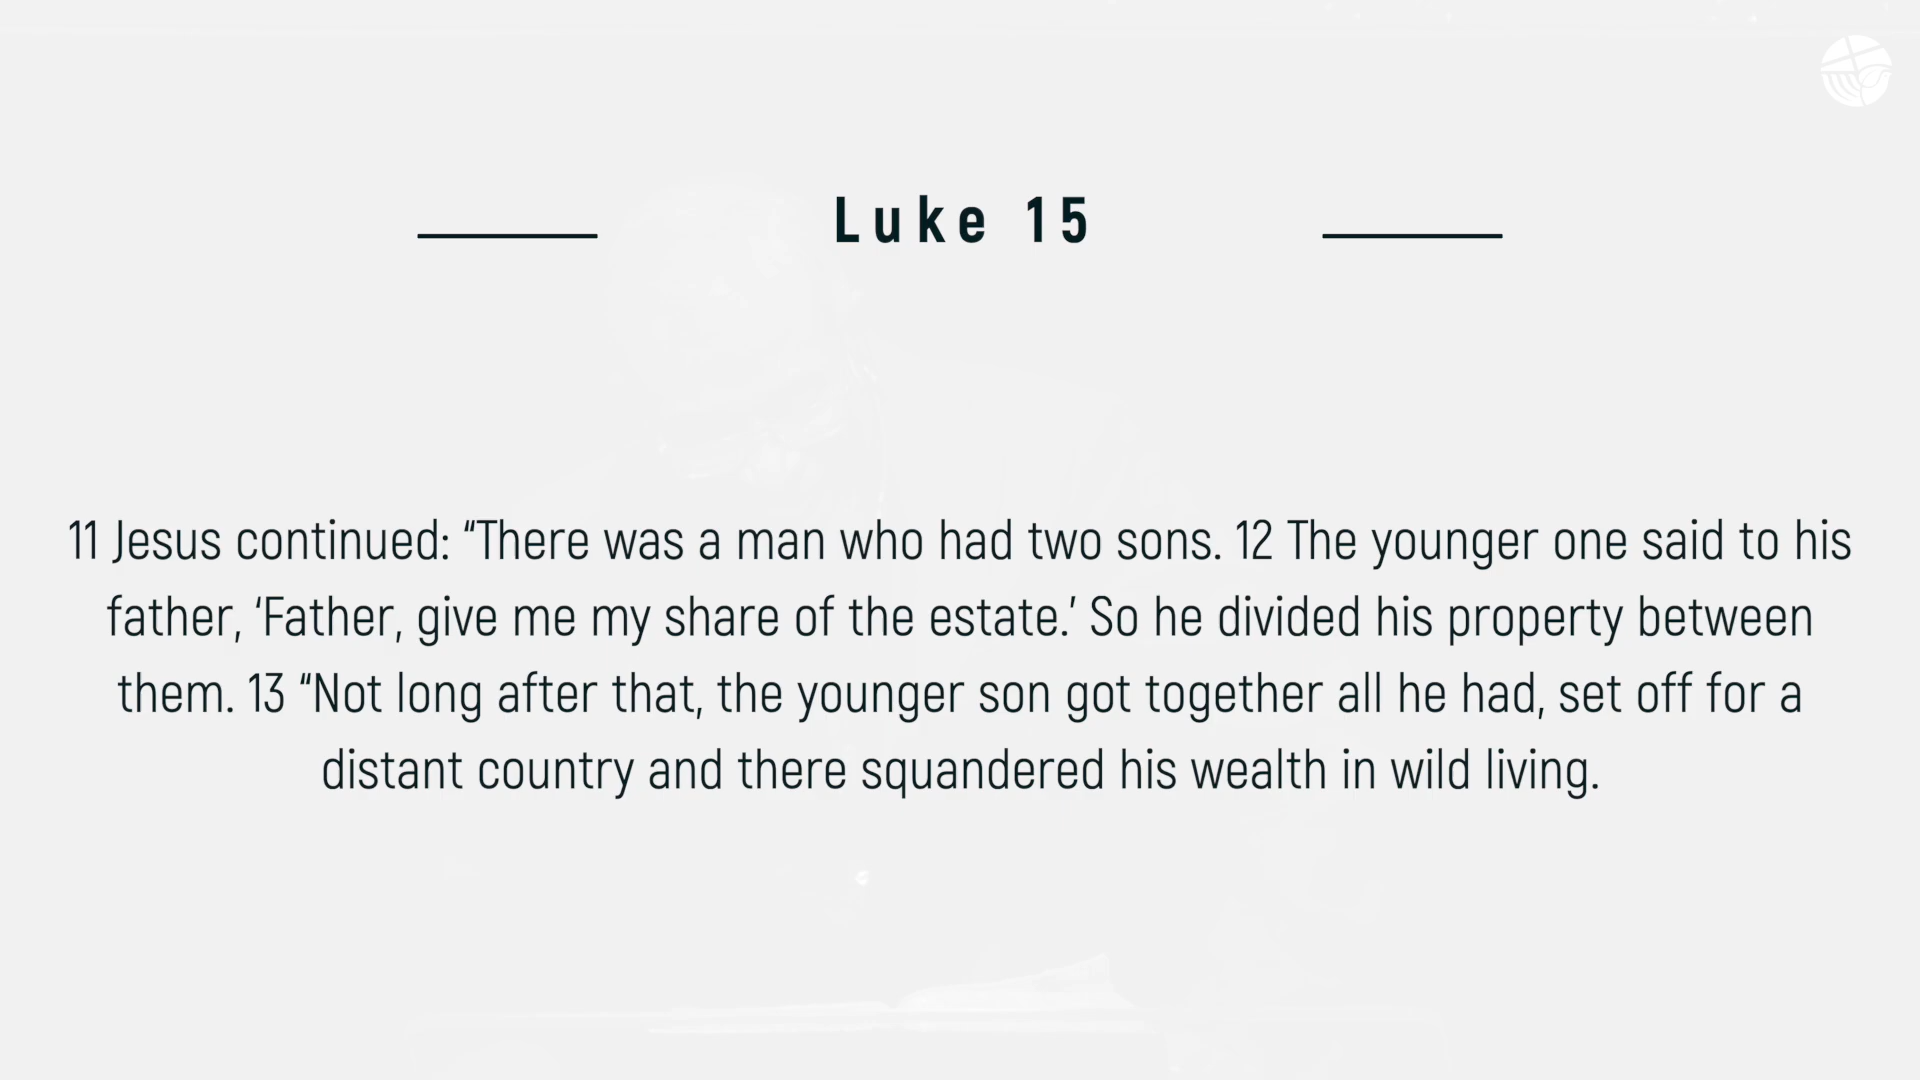 Luke 15
11 Jesus continued: “There was a man who had two sons. 12 The younger one said to his
father, ‘Father, give me my share of the estate.’ So he divided his property between
them. 13 “Not long after that, the younger son got together all he had, set off for a
distant country and there squandered his wealth in wild living.